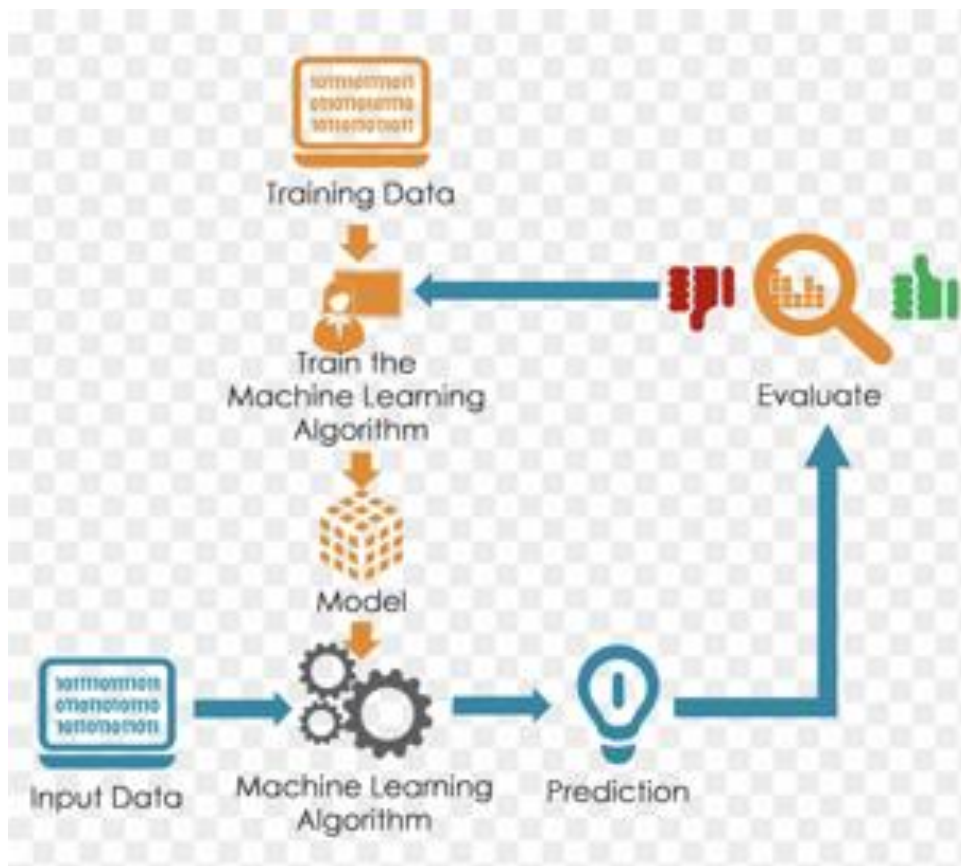 Training Data
Train the
Machine Learning
Algorithm
Evaluate
Model
Input Data
Machine Learning
Algorithm
Prediction